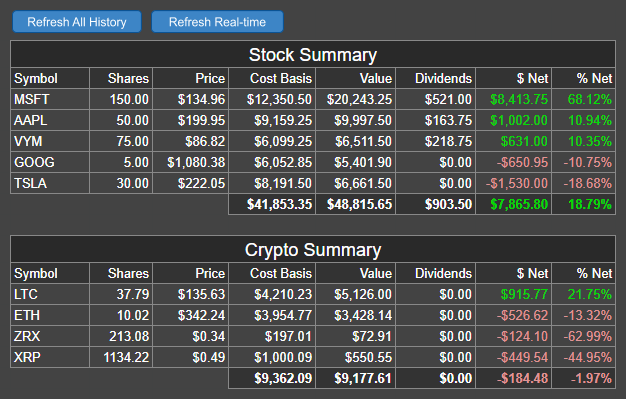 Refresh All History Refresh Real-time
Stock Summary
Symbol Shares Price Cost Basis Value Dividends $ Net % Net
MSFT 150.00 $134.96 $12,350.50 $20,243.25 $521.00 $8,413.75 68.12%
AAPL 50.00 $199.95 $9,159.25 $9,997.50 $163.75 $1,002.00 10.94%
VYM 75.00 $86.82 $6,099.25 $6,511.50 $218.75 $631.00 10.35%
GOOG 5.00 $1,080.38 $6,052.85 $5,401.90 $0.00 -$650.95 -10.75%
TSLA 30.00 $222.05 $8,191.50 $6,661.50 $0.00 -$1,530.00 -18.68%
$41,853.35 $48,815.65 $903.50 $7,865.80 18.79%
Crypto Summary
Symbol Shares Price Cost Basis Value Dividends $ Net % Net
LTC 37.79 $135.63 $4,210.23 $5,126.00 $0.00 $915.77 21.75%
ETH 10.02 $342.24 $3,954.77 $3,428.14 $0.00 -$526.62 -13.32%
ZRX 213.08 $0.34 $197.01 $72.91 $0.00 -$124.10 -62.99%
XRP 1134.22 $0.49 $1,000.09 $550.55 $0.00 -$449.54 -44.95%
$9,362.09 $9,177.61 $0.00 -$184.48 -1.97%